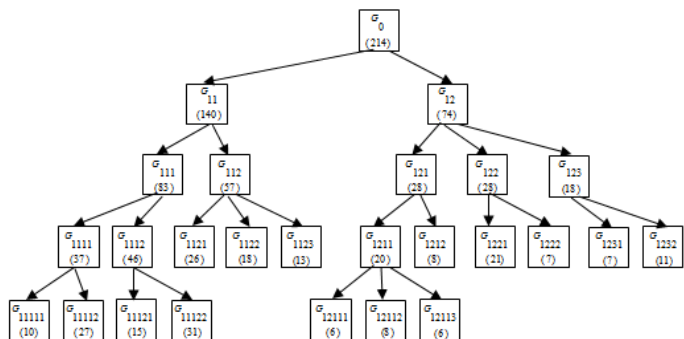 G0
(214)
G11
(140)
G12
(74)
G111
(83)
G112
(57)
G121
(28)
G122
(28)
G123
(18)
G1111
(37)
G1112
(46)
G1121
(26)
G1122
(18)
G1123
(13)
G1211
(20)
G1212
(8)
G1221
(21)
G1222
(7)
G1231
(7)
G1232
(11)
G11111
(10)
G11112
(27)
G11121
(15)
G11122
(31)
G12111
(6)
G12112
(8)
G12113
(6)